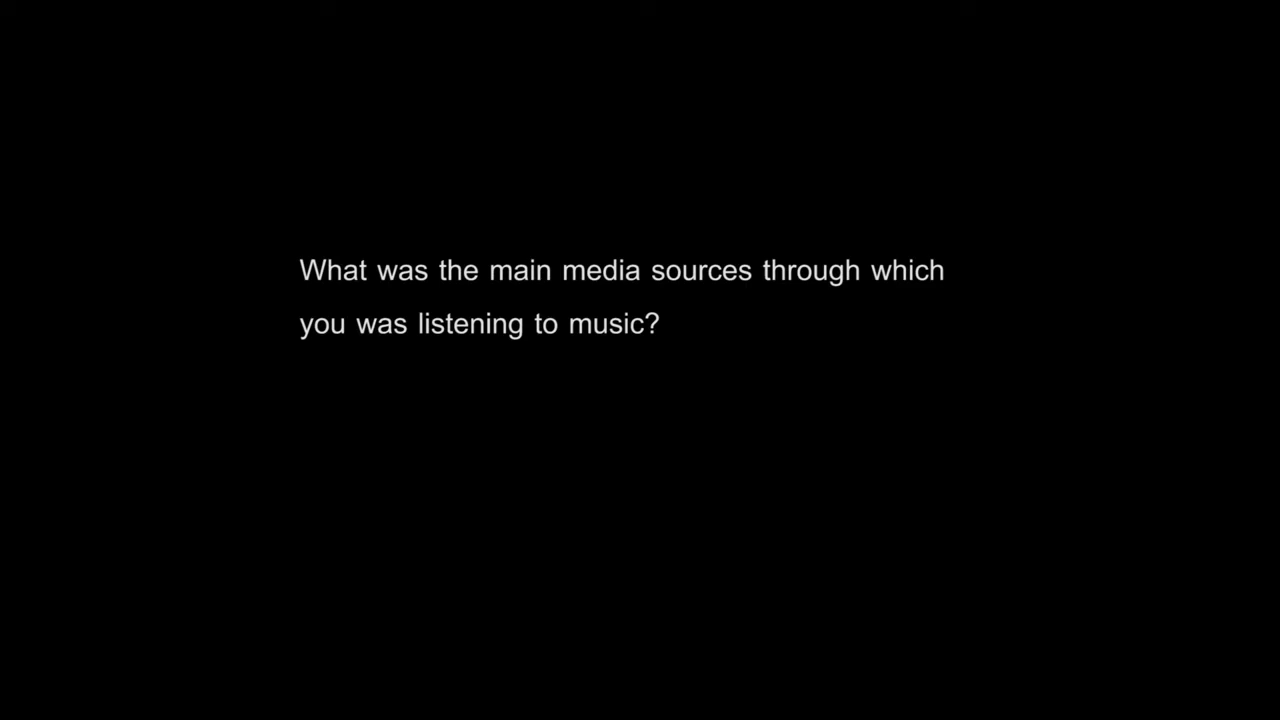 What was the main media sources through which
you was listening to music?